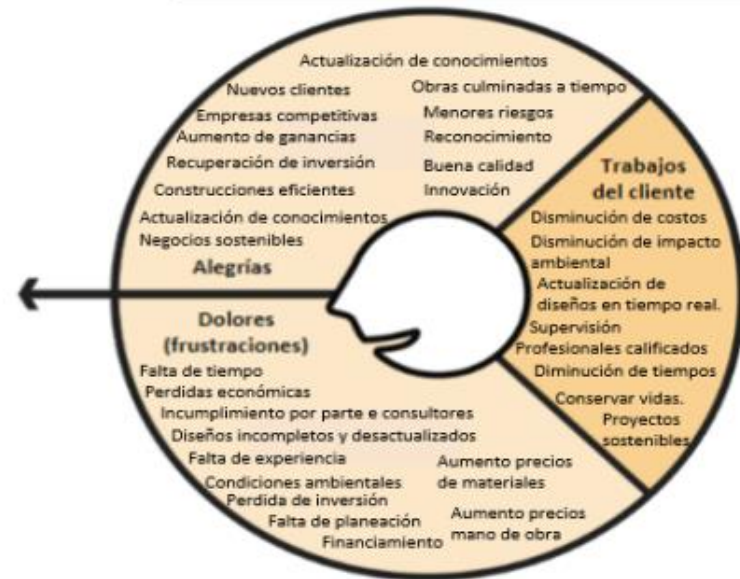 Actualización de conocimientos
Nuevos clientes
Obras culminadas a tiempo
Empresas competitivas
Menores riesgos
Aumento de ganancias
Reconocimiento
Recuperación de inversión
Buena calidad
Construcciones eficientes
Innovación
Actualización de conocimientos
Negocios sostenibles
Alegrías
Trabajos
del cliente
Disminución de costos
Disminución de impacto
ambiental
Actualización de
diseños en tiempo real.
Supervisión
Profesionales calificados
Diminución de tiempos
Conservar vidas.
Proyectos
sostenibles
Dolores
(frustraciones)
Falta de tiempo
Perdidas económicas
Incumplimiento por parte e consultores
Diseños incompletos y desactualizados
Falta de experiencia
Condiciones ambientales
Perdida de inversión
Falta de planeación
Financiamiento
Aumento precios
de materiales
Aumento precios
mano de obra